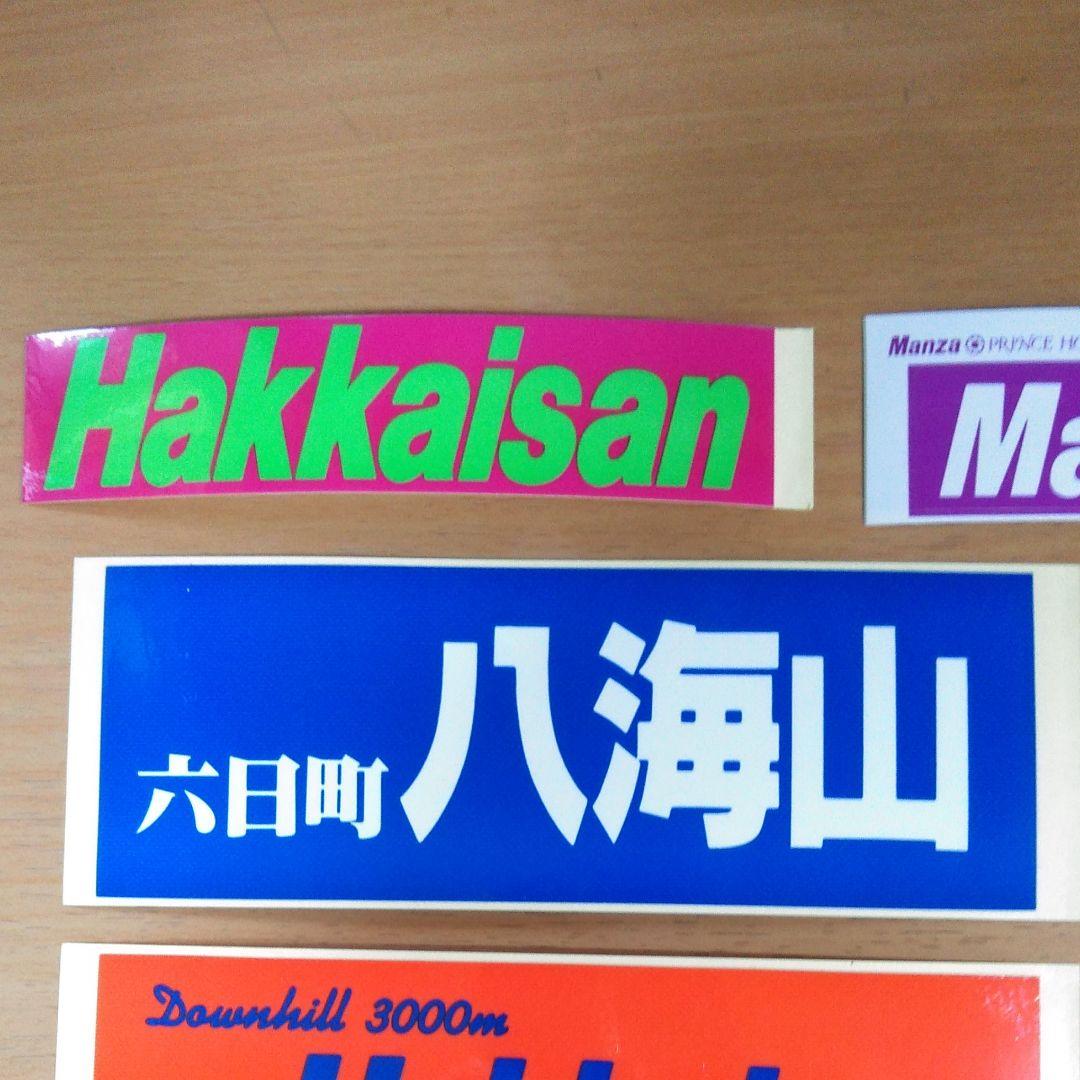 Hakkaisan
Manza PRINCE
六日町 八海山
Downhill 3000m